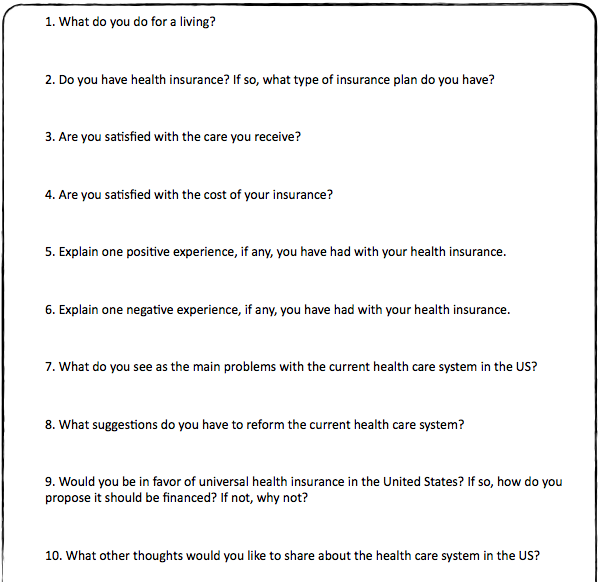 1. What do you do for a living?
2. Do you have health insurance? If so, what type of insurance plan do you have?
3. Are you satisfied with the care you receive?
4. Are you satisfied with the cost of your insurance?
5. Explain one positive experience, if any, you have had with your health insurance.
6. Explain one negative experience, if any, you have had with your health insurance.
7. What do you see as the main problems with the current health care system in the US?
8. What suggestions do you have to reform the current health care system?
9. Would you be in favor of universal health insurance in the United States? If so, how do you
propose it should be financed? If not, why not?
10. What other thoughts would you like to share about the health care system in the US?